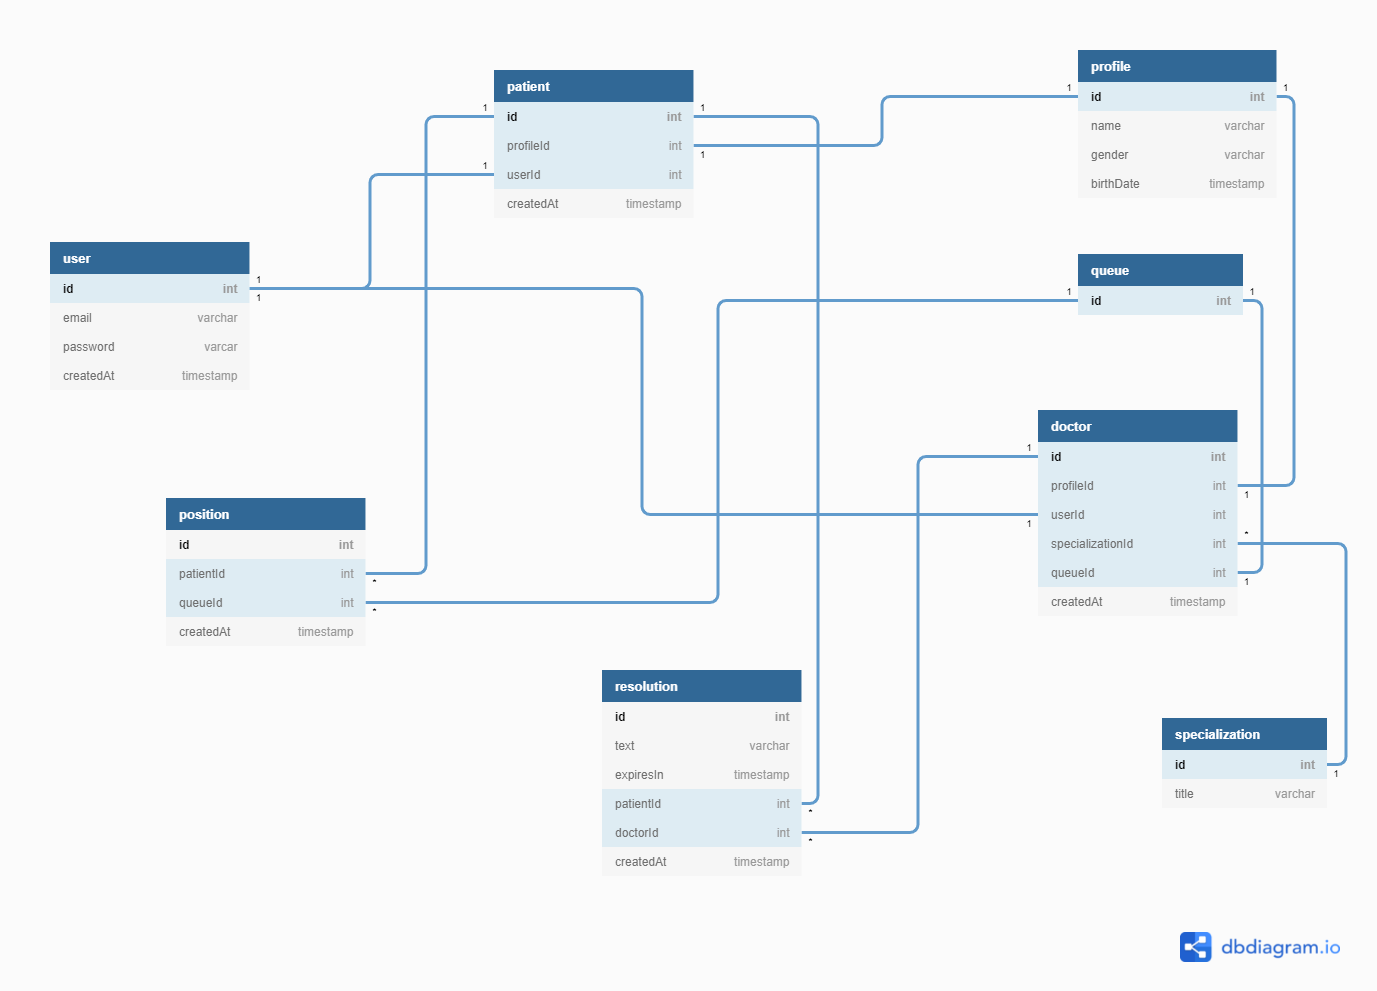 patient
1 id int 1
profileId int
1
1 userId int
createdAt timestamp
profile
1 id int 1
name varchar
gender varchar
birthDate timestamp
user
id int 1
1
email varchar
password varcar
createdAt timestamp
queue
1 id int 1
doctor
1 id int
profileId int
1
userId int
1
specializationId int *
queueId int
1
createdAt timestamp
position
id int
patientId int
*
queueId int
*
createdAt timestamp
resolution
id int
text varchar
expiresIn timestamp
patientId int
*
doctorId int
*
createdAt timestamp
specialization
id int
1
title varchar
dbdiagram.io